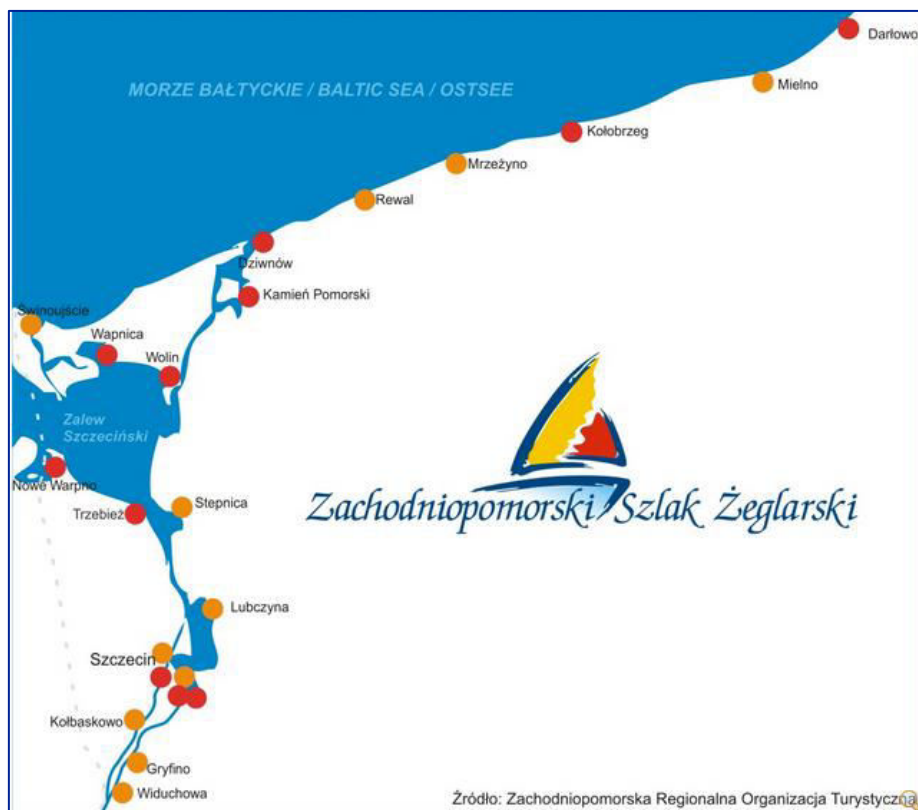 Darłowo
MORZE BAŁTYCKIE / BALTIC SEA / OSTSEE
Mielno
Kołobrzeg
Mrzeżyno
Rewal
Dziwnów
Kamień Pomorski
Świnoujście
Wapnica
Wolin
Zalew
Szczeciński
Nowe Warpno
Stepnica
Trzebież
Zachodniopomorski Szlak Żeglarski
Lubczyna
Szczecin
Kołbaskowo
Gryfino
Widuchowa
Źródło: Zachodniopomorska Regionalna Organizacja Turystyczna